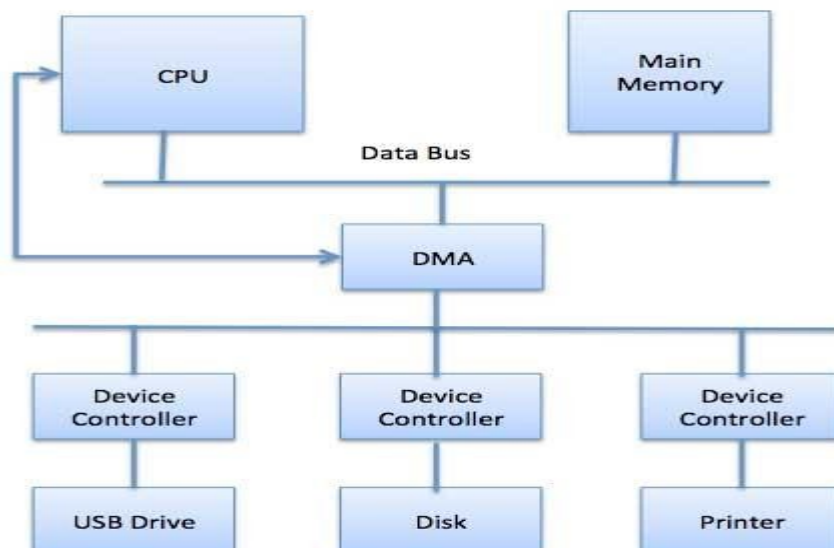 CPU
Main
Memory
Data Bus
DMA
Device
Controller
Device
Controller
Device
Controller
USB Drive
Disk
Printer